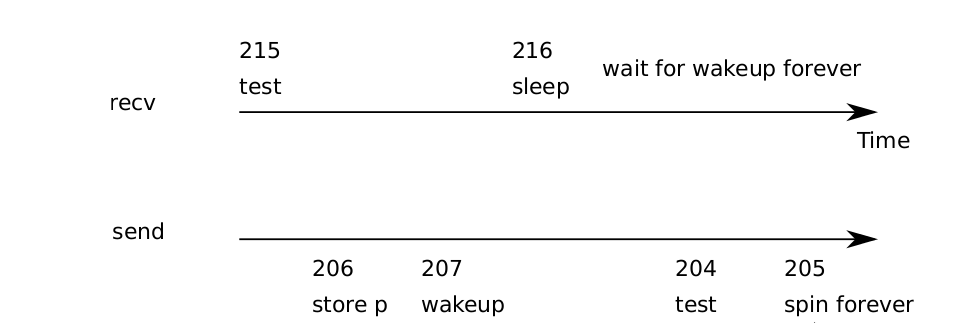 215
216
test
sleep
wait for wakeup forever
recv
Time
send
206
207
204
205
store p
wakeup
test
spin forever